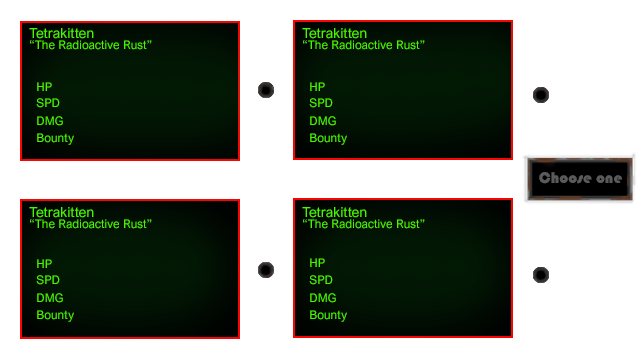 Tetrakitten
“The Radioactive Rust”
HP
SPD
DMG
Bounty
Tetrakitten
“The Radioactive Rust”
HP
SPD
DMG
Bounty
Choose one
Tetrakitten
“The Radioactive Rust”
HP
SPD
DMG
Bounty
Tetrakitten
“The Radioactive Rust”
HP
SPD
DMG
Bounty